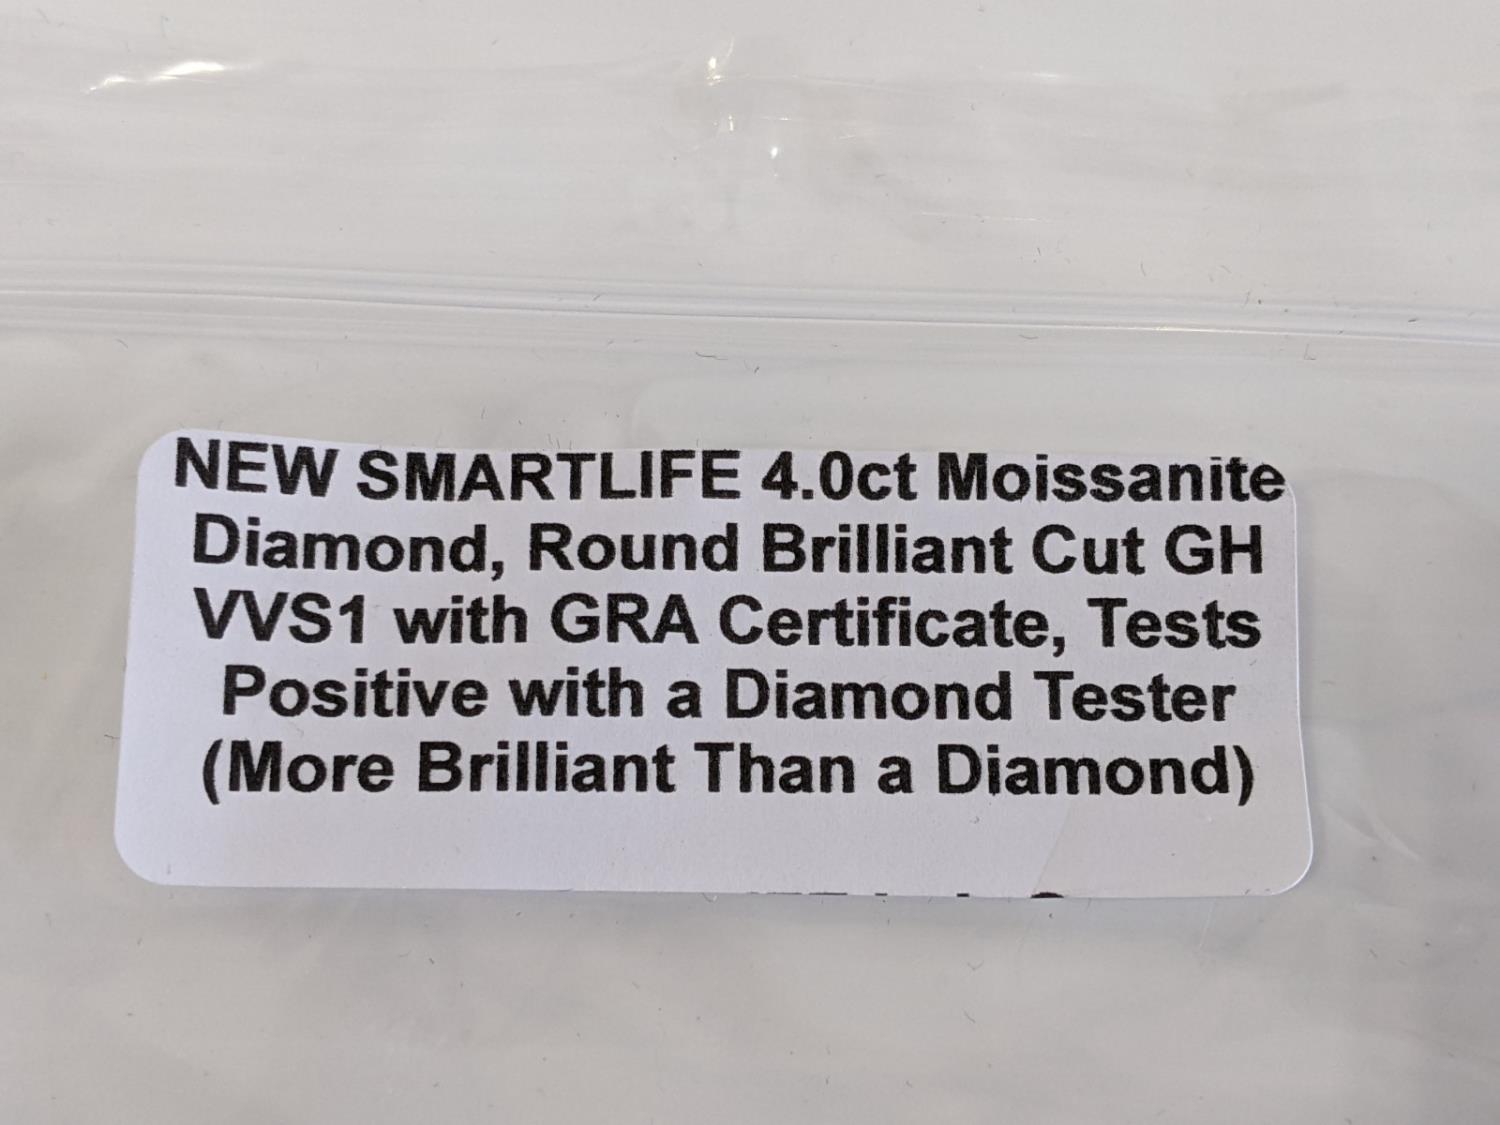 NEW SMARTLIFE 4.0ct Moissanite
Diamond, Round Brilliant Cut GH
VVS1 with GRA Certificate, Tests
Positive with a Diamond Tester
(More Brilliant Than a Diamond)